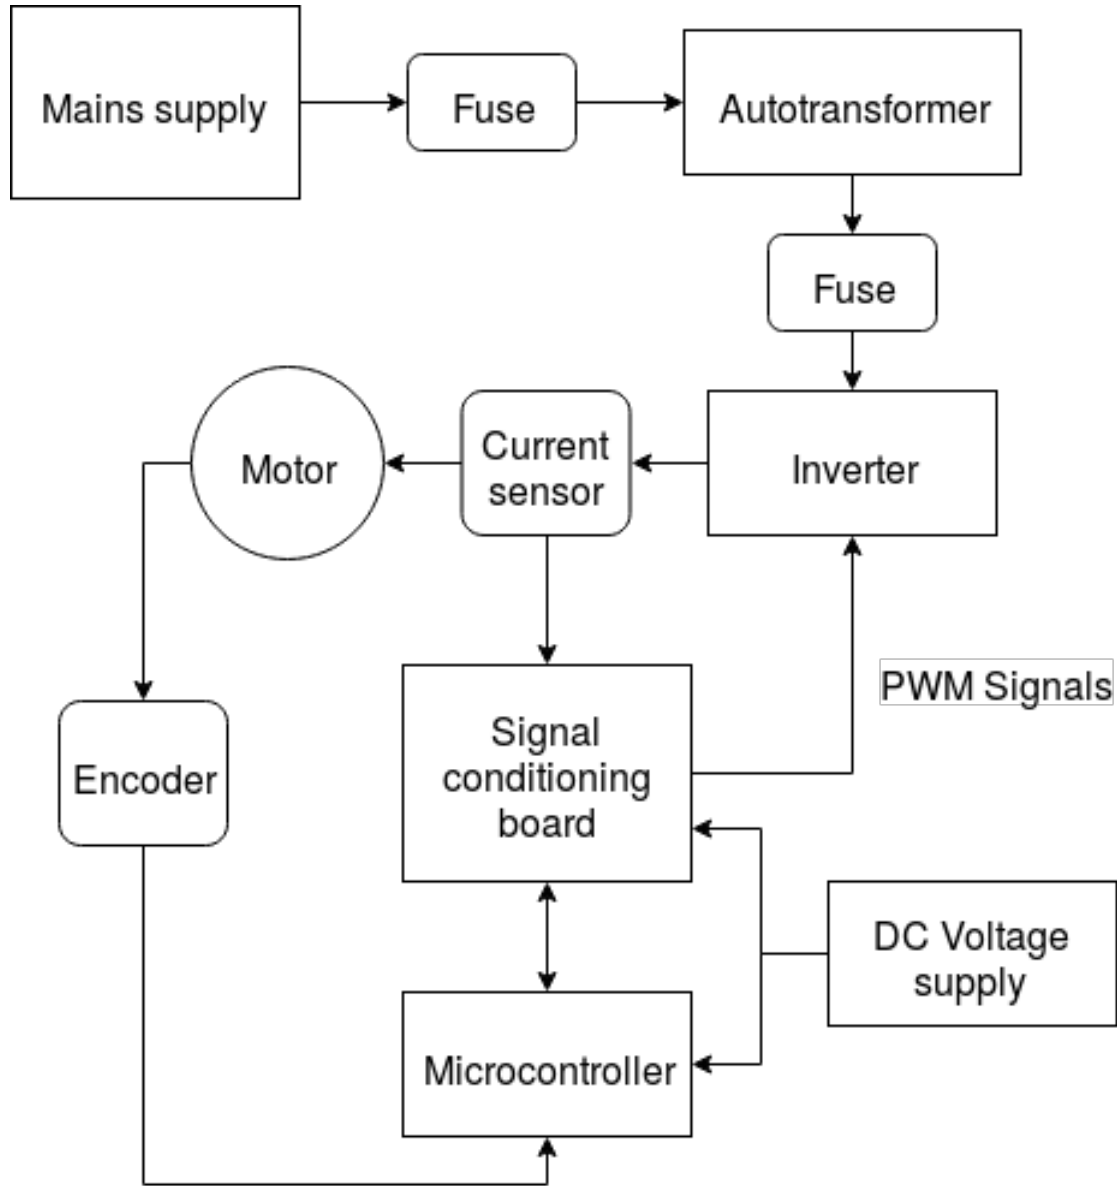 Mains supply
Fuse
Autotransformer
Fuse
Motor
Current
sensor
Inverter
PWM Signals
Encoder
Signal
conditioning
board
DC Voltage
supply
Microcontroller